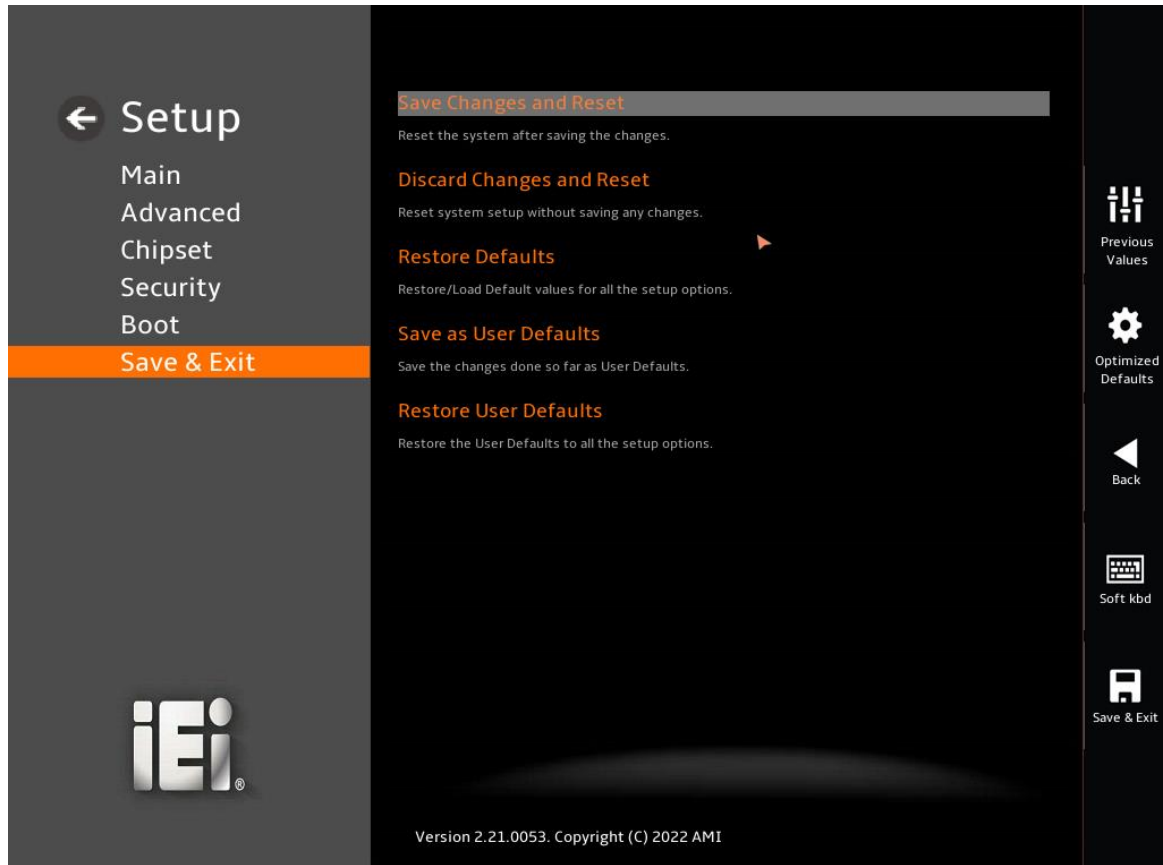 Setup
Main
Advanced
Chipset
Security
Boot
Save & Exit
iEi®
Save Changes and Reset
Reset the system after saving the changes.
Discard Changes and Reset
Reset system setup without saving any changes.
Restore Defaults
Restore/Load Default values for all the setup options.
Save as User Defaults
Save the changes done so far as User Defaults.
Restore User Defaults
Restore the User Defaults to all the setup options.
Version 2.21.0053. Copyright (C) 2022 AMI
Previous
Values
Optimized
Defaults
Back
Soft kbd
Save & Exit